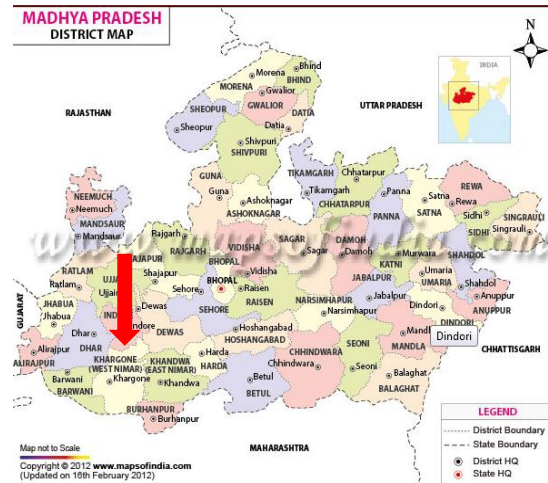 MADHYA PRADESH
DISTRICT MAP
N
INDIA
RAJASTHAN
UTTAR PRADESH
GUJARAT
CHHATTISGARH
MAHARASHTRA
Morena
MORENA
Bhind
BHIND
Gwalior
GWALIOR
SHEOPUR
Sheopur
DATIA
Datia
Shivpuri
SHIVPURI
TIKAMGARH
Tikamgarh
Chhatarpur
CHHATARPUR
Panna
PANNA
Satna
SATNA
REWA
Rewa
SINGRAULI
Singrauli
Sidhi
SIDHI
GUNA
Guna
Ashoknagar
ASHOKNAGAR
NEEMUCH
Neemuch
MANDSAUR
Mandsaur
www.mapsofindia.com
Rajgarh
RAJGARH
VIDISHA
Vidisha
SAGAR
Sagar
DAMOH
Damoh
Murwara
KATNI
Umaria
UMARIA
SHAHDOL
Shahdol
Anuppur
ANUPPUR
BHOPAL
BHOPAL
Raisen
RAISEN
Sehore
SEHORE
RATLAM
Ratlam
Shajapur
JHABUA
Jhabua
Dewas
DEWAS
Dhar
DHAR
Alirajpur
ALIRAJPUR
Barwani
BARWANI
KHARGONE
(WEST NIMAR)
Khargone
KHANDWA
(EAST NIMAR)
Khandwa
BURHANPUR
Burhanpur
Harda
HARDA
Hoshangabad
HOSHANGABAD
Betul
BETUL
NARSIMHAPUR
Narsimhapur
JABALPUR
Jabalpur
Dindori
DINDORI
Dindori
MANDLA
CHHINDWARA
Chhindwara
SEONI
Seoni
Balaghat
BALAGHAT
Map not to Scale
Copyright © 2012 www.mapsofindia.com
(Updated on 16th February 2012)
LEGEND
District Boundary
State Boundary
District HQ
State HQ